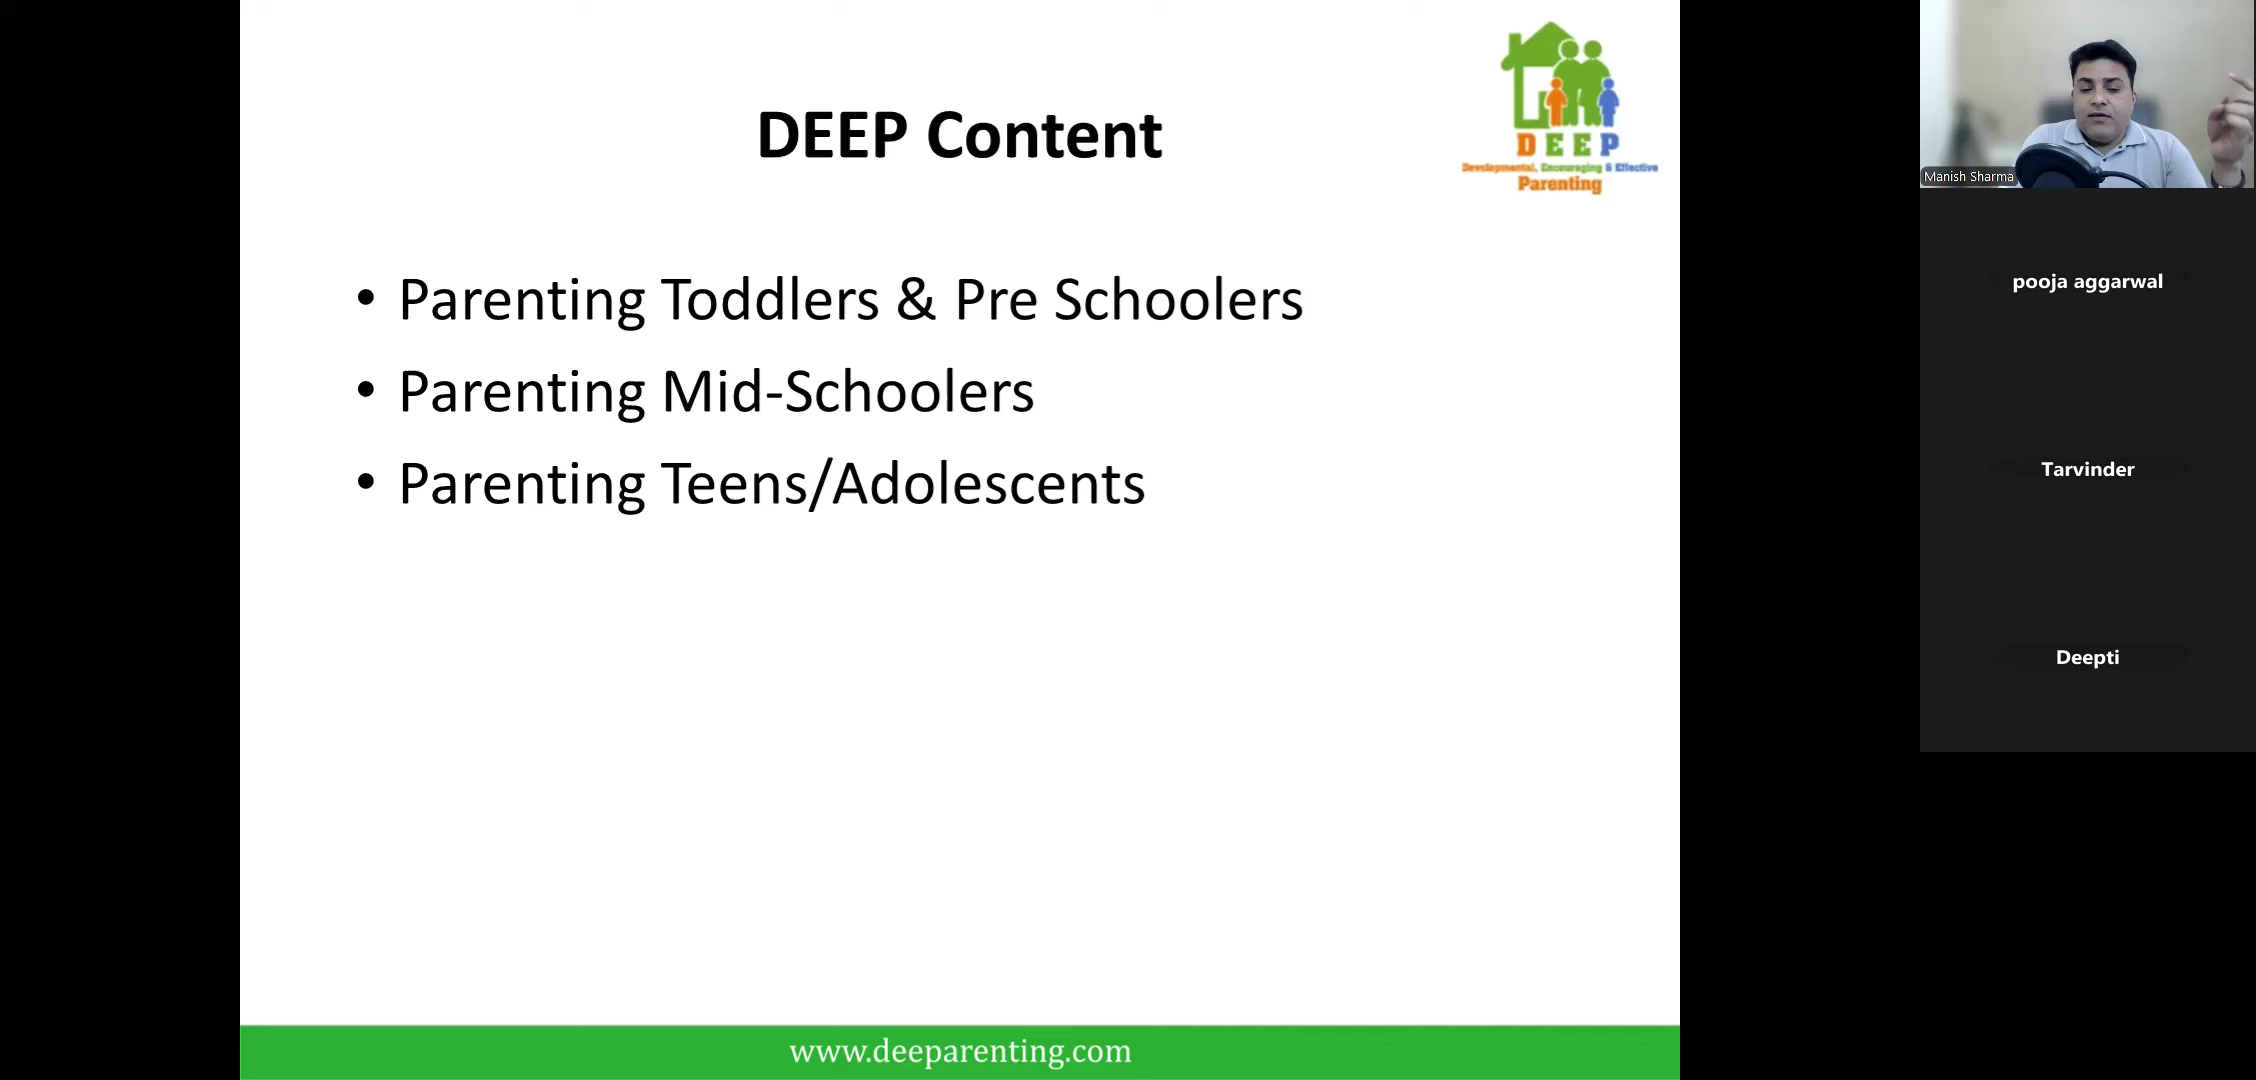 DEEP Content
D E E P
Developmental, Encouraging & Effective
Parenting
• Parenting Toddlers & Pre Schoolers
• Parenting Mid-Schoolers
• Parenting Teens/Adolescents
www.deeparenting.com
Manish Sharma
pooja aggarwal
Tarvinder
Deepti